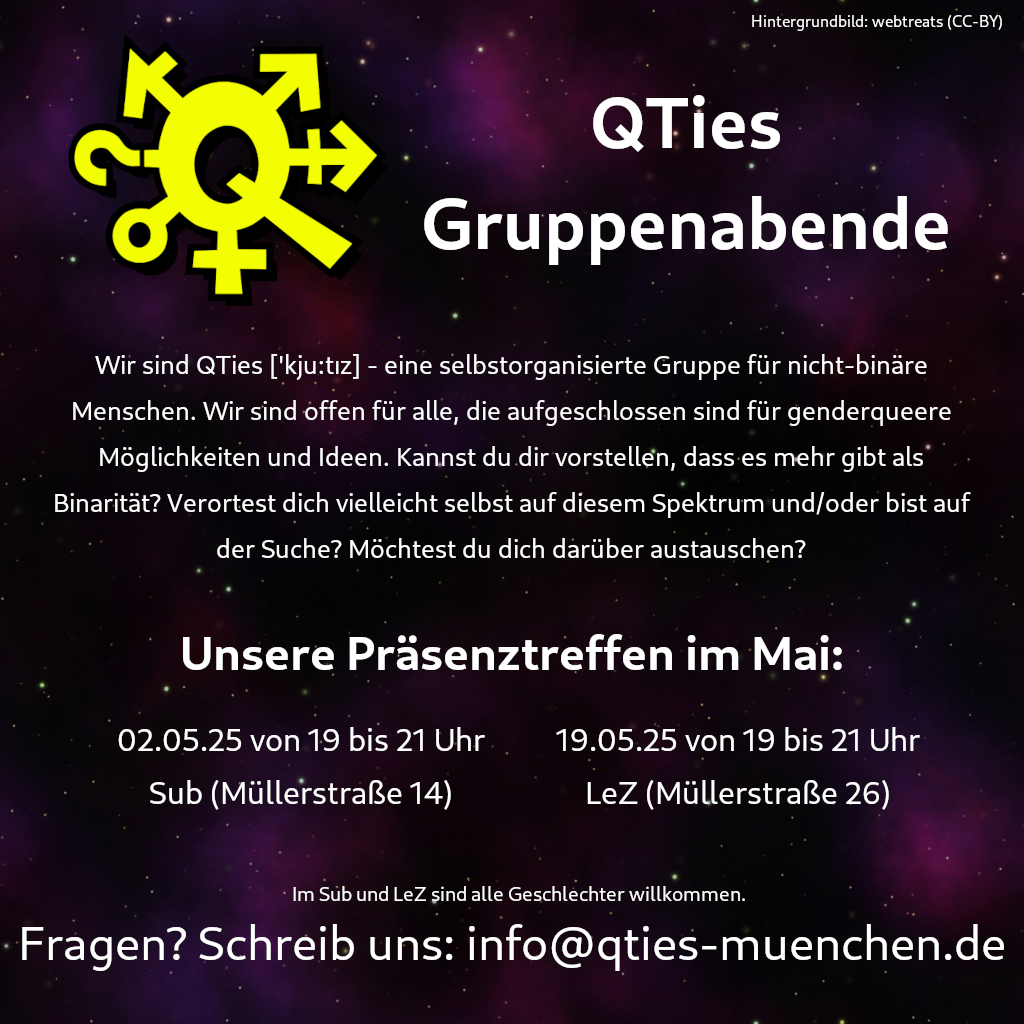 Hintergrundbild: webtreats (CC-BY)
Q
QTies
Gruppenabende
Wir sind QTies ['kju:tɪz] - eine selbstorganisierte Gruppe für nicht-binäre
Menschen. Wir sind offen für alle, die aufgeschlossen sind für genderqueere
Möglichkeiten und Ideen. Kannst du dir vorstellen, dass es mehr gibt als
Binarität? Verortest dich vielleicht selbst auf diesem Spektrum und/oder bist auf
der Suche? Möchtest du dich darüber austauschen?
Unsere Präsenztreffen im Mai:
02.05.25 von 19 bis 21 Uhr
Sub (Müllerstraße 14)
19.05.25 von 19 bis 21 Uhr
LeZ (Müllerstraße 26)
Im Sub und LeZ sind alle Geschlechter willkommen.
Fragen? Schreib uns: info@qties-muenchen.de